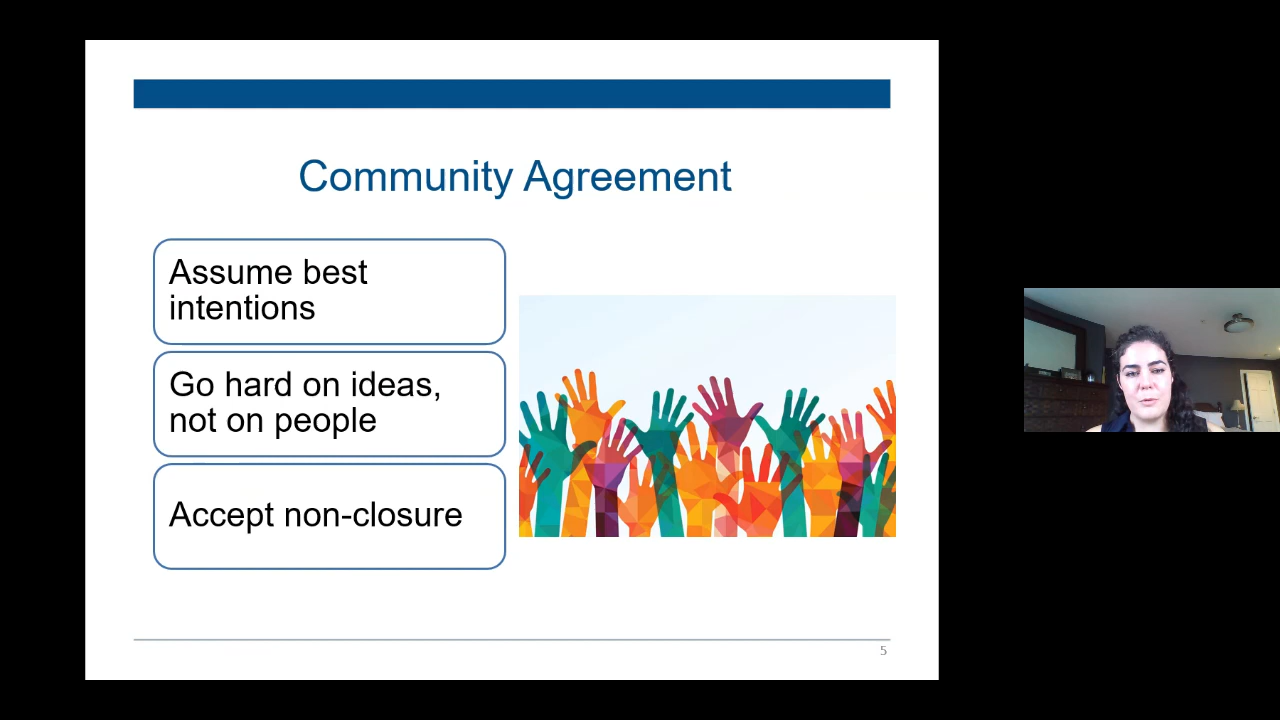 Community Agreement
Assume best
intentions
Go hard on ideas,
not on people
Accept non-closure
5